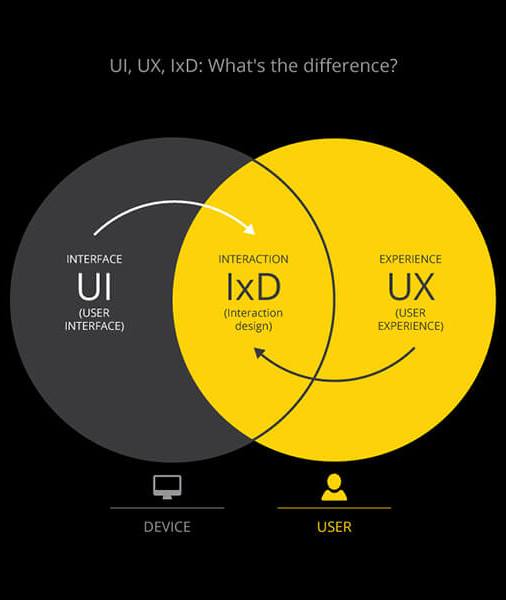 UI, UX, IxD: What's the difference?
INTERFACE
UI
(USER
INTERFACE)
INTERACTION
IxD
(Interaction
design)
EXPERIENCE
UX
(USER
EXPERIENCE)
DEVICE
USER